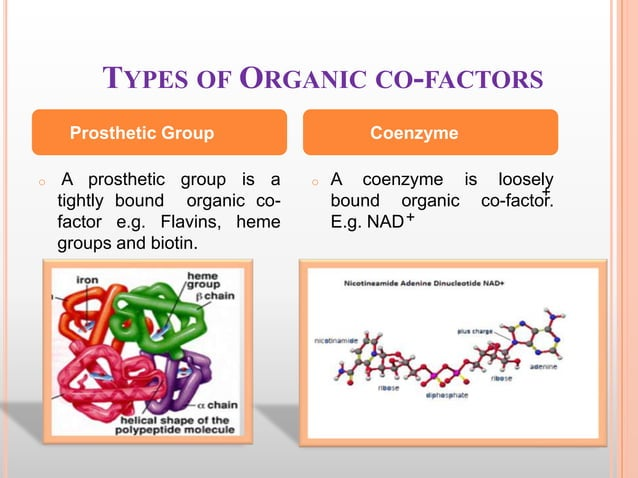 TYPES OF ORGANIC CO-FACTORS
Prosthetic Group
o A prosthetic group is a
tightly bound organic co-
factor e.g. Flavins, heme
groups and biotin.
iron
heme
group
β chain
α chain
helical shape of the
polypeptide molecule
Coenzyme
o A coenzyme is loosely
bound organic co-factor.
+
E.g. NAD+
Nicotineamide Adenine Dinucleotide NAD+
nicotinamide
plus charge
adenine
ribose
ribose
diphosphate